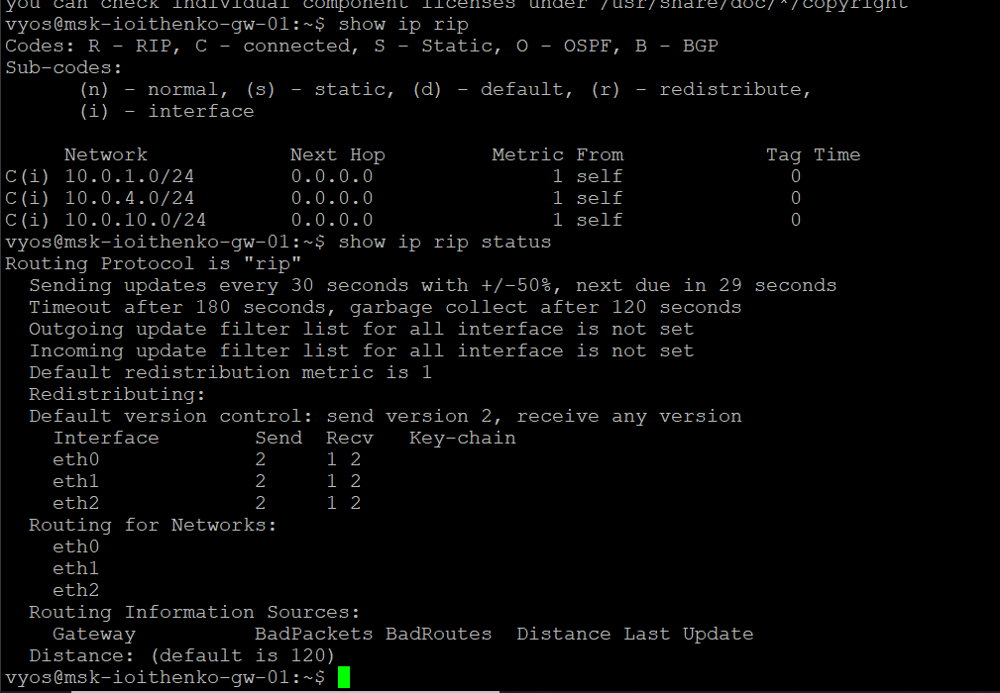 you can check individual component licenses under /usr/share/doc/*/copyright
vyos@msk-ioithenko-gw-01:~$ show ip rip
Codes: R - RIP, C - connected, S - Static, O - OSPF, B - BGP
Sub-codes:
      (n) - normal, (s) - static, (d) - default, (r) - redistribute,
      (i) - interface
     Network            Next Hop         Metric From            Tag Time
C(i) 10.0.1.0/24        0.0.0.0               1 self              0
C(i) 10.0.4.0/24        0.0.0.0               1 self              0
C(i) 10.0.10.0/24       0.0.0.0               1 self              0
vyos@msk-ioithenko-gw-01:~$ show ip rip status
Routing Protocol is "rip"
  Sending updates every 30 seconds with +/-50%, next due in 29 seconds
  Timeout after 180 seconds, garbage collect after 120 seconds
  Outgoing update filter list for all interface is not set
  Incoming update filter list for all interface is not set
  Default redistribution metric is 1
  Redistributing:
  Default version control: send version 2, receive any version
    Interface        Send  Recv   Key-chain
    eth0             2     1 2
    eth1             2     1 2
    eth2             2     1 2
  Routing for Networks:
    eth0
    eth1
    eth2
  Routing Information Sources:
    Gateway          BadPackets BadRoutes  Distance Last Update
  Distance: (default is 120)
vyos@msk-ioithenko-gw-01:~$